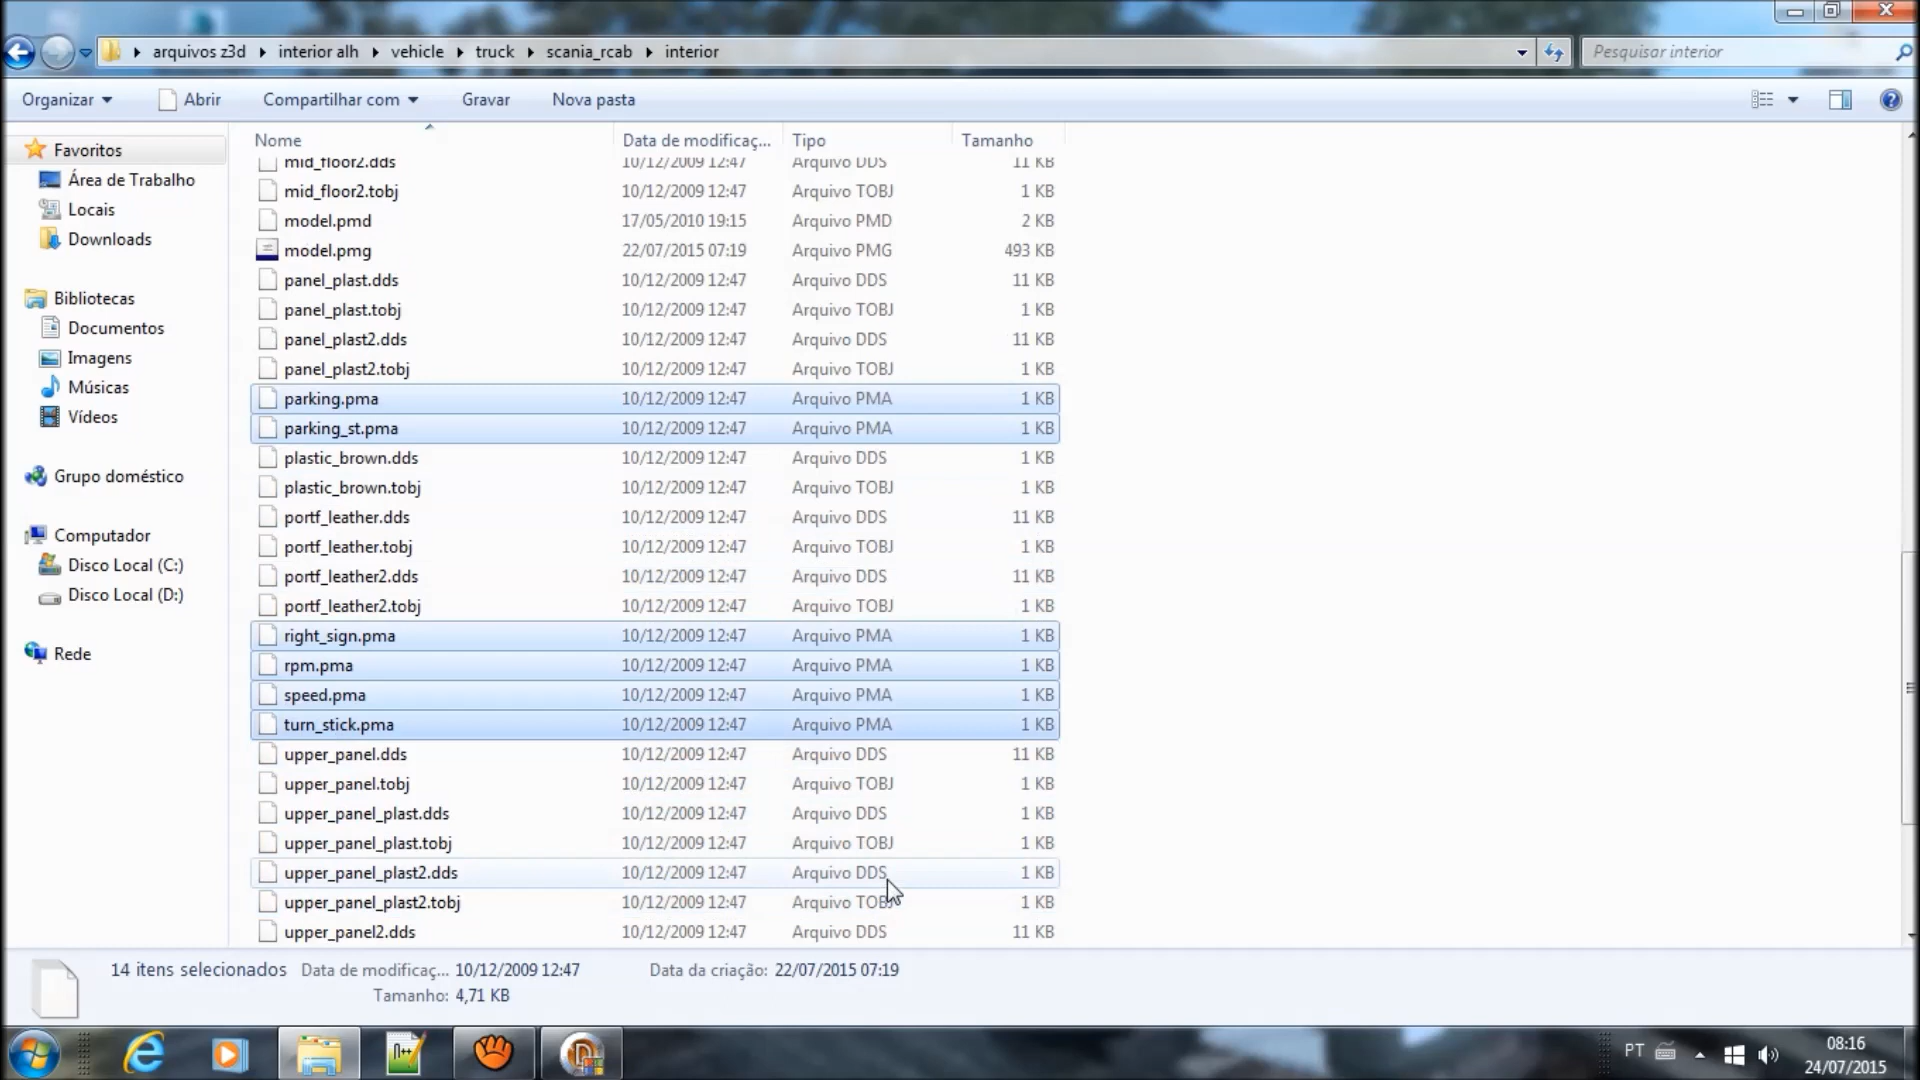 arquivos z3d interior alh vehicle truck scania_rcab interior
Pesquisar interior
Organizar Abrir Compartilhar com Gravar Nova pasta
Favoritos
Área de Trabalho
Locais
Downloads
Bibliotecas
Documentos
Imagens
Músicas
Vídeos
Grupo doméstico
Computador
Disco Local (C:)
Disco Local (D:)
Rede
Nome Data de modificaç... Tipo Tamanho
mid_floor2.dds 10/12/2009 12:47 Arquivo DDS 11 KB
mid_floor2.tobj 10/12/2009 12:47 Arquivo TOBJ 1 KB
model.pmd 17/05/2010 19:15 Arquivo PMD 2 KB
model.pmg 22/07/2015 07:19 Arquivo PMG 493 KB
panel_plast.dds 10/12/2009 12:47 Arquivo DDS 11 KB
panel_plast.tobj 10/12/2009 12:47 Arquivo TOBJ 1 KB
panel_plast2.dds 10/12/2009 12:47 Arquivo DDS 11 KB
panel_plast2.tobj 10/12/2009 12:47 Arquivo TOBJ 1 KB
parking.pma 10/12/2009 12:47 Arquivo PMA 1 KB
parking_st.pma 10/12/2009 12:47 Arquivo PMA 1 KB
plastic_brown.dds 10/12/2009 12:47 Arquivo DDS 1 KB
plastic_brown.tobj 10/12/2009 12:47 Arquivo TOBJ 1 KB
portf_leather.dds 10/12/2009 12:47 Arquivo DDS 11 KB
portf_leather.tobj 10/12/2009 12:47 Arquivo TOBJ 1 KB
portf_leather2.dds 10/12/2009 12:47 Arquivo DDS 11 KB
portf_leather2.tobj 10/12/2009 12:47 Arquivo TOBJ 1 KB
right_sign.pma 10/12/2009 12:47 Arquivo PMA 1 KB
rpm.pma 10/12/2009 12:47 Arquivo PMA 1 KB
speed.pma 10/12/2009 12:47 Arquivo PMA 1 KB
turn_stick.pma 10/12/2009 12:47 Arquivo PMA 1 KB
upper_panel.dds 10/12/2009 12:47 Arquivo DDS 11 KB
upper_panel.tobj 10/12/2009 12:47 Arquivo TOBJ 1 KB
upper_panel_plast.dds 10/12/2009 12:47 Arquivo DDS 1 KB
upper_panel_plast.tobj 10/12/2009 12:47 Arquivo TOBJ 1 KB
upper_panel_plast2.dds 10/12/2009 12:47 Arquivo DDS 1 KB
upper_panel_plast2.tobj 10/12/2009 12:47 Arquivo TOBJ 1 KB
upper_panel2.dds 10/12/2009 12:47 Arquivo DDS 11 KB
14 itens selecionados Data de modificaç... 10/12/2009 12:47 Data da criação: 22/07/2015 07:19
Tamanho: 4,71 KB
PT
08:16
24/07/2015